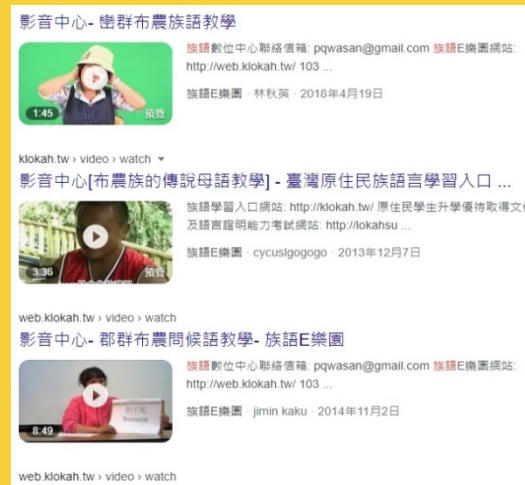 影音中心- 巒群布農族語教學
族語數位中心聯絡信箱: pqwasan@gmail.com 族語E樂園網站:
http://web.klokah.tw/ 103 ...
1:45
預覽
族語E樂園 · 林秋英 · 2018年4月19日
klokah.tw › video › watch
影音中心[布農族的傳說母語教學] - 臺灣原住民族語言學習入口 ...
族語學習入口網站: http://klokah.tw/ 原住民學生升學優待取得文化
及語言證明能力考試網站: http://lokahsu ...
3:36
預覽
族語E樂園 · cycuslgogogo · 2013年12月7日
web.klokah.tw › video › watch
影音中心- 郡群布農問候語教學- 族語E樂園
族語數位中心聯絡信箱: pqwasan@gmail.com 族語E樂園網站:
http://web.klokah.tw/ 103 ...
對不起
8:49
族語E樂園 · jimin kaku · 2014年11月2日
web.klokah.tw › video › watch